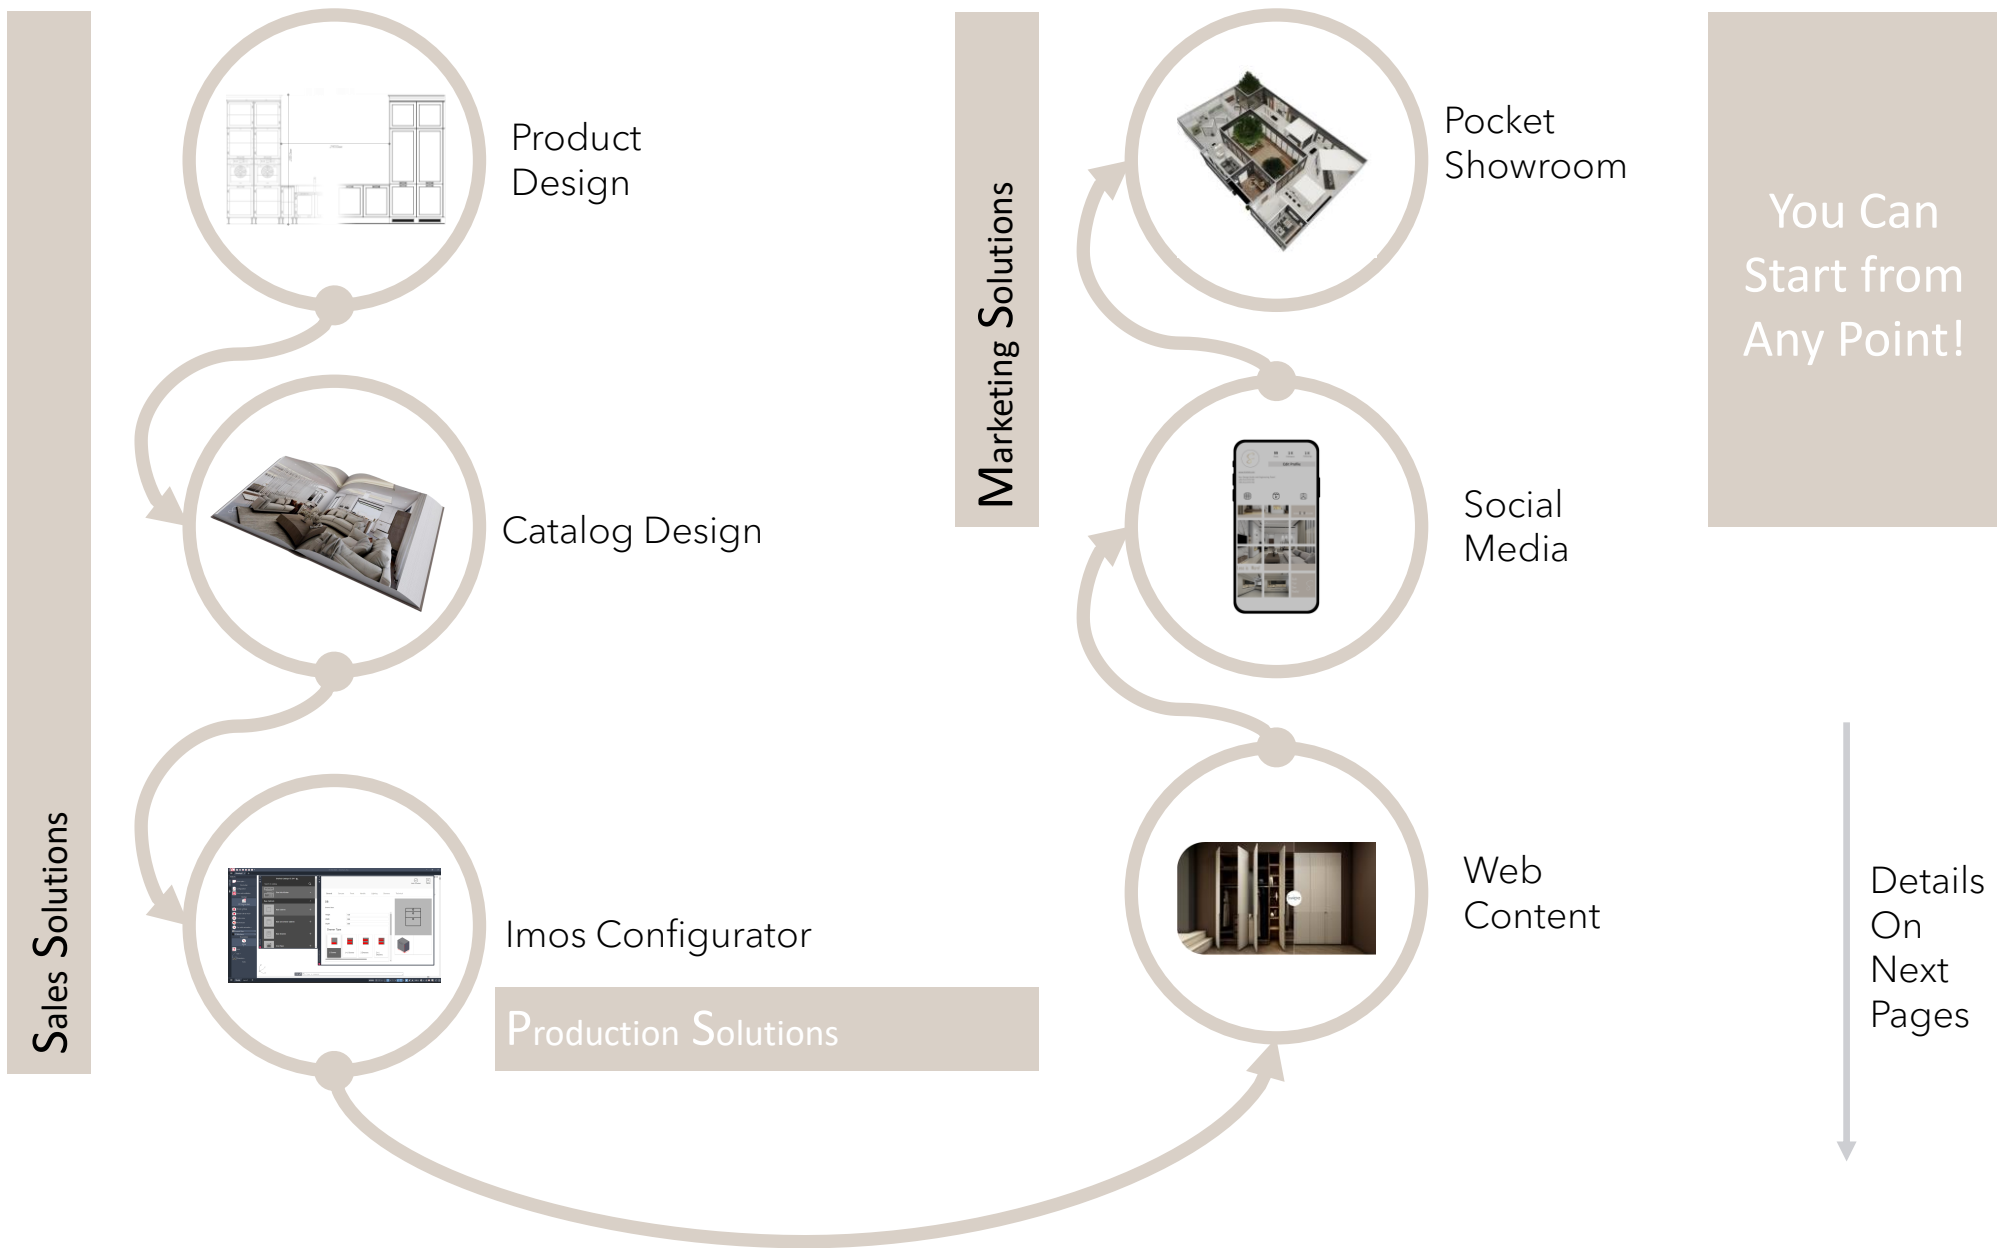 Sales Solutions
Product
Design
Catalog Design
Imos Configurator
Production Solutions
Marketing Solutions
Pocket
Showroom
Social
Media
Web
Content
You Can
Start from
Any Point!
Details
On
Next
Pages